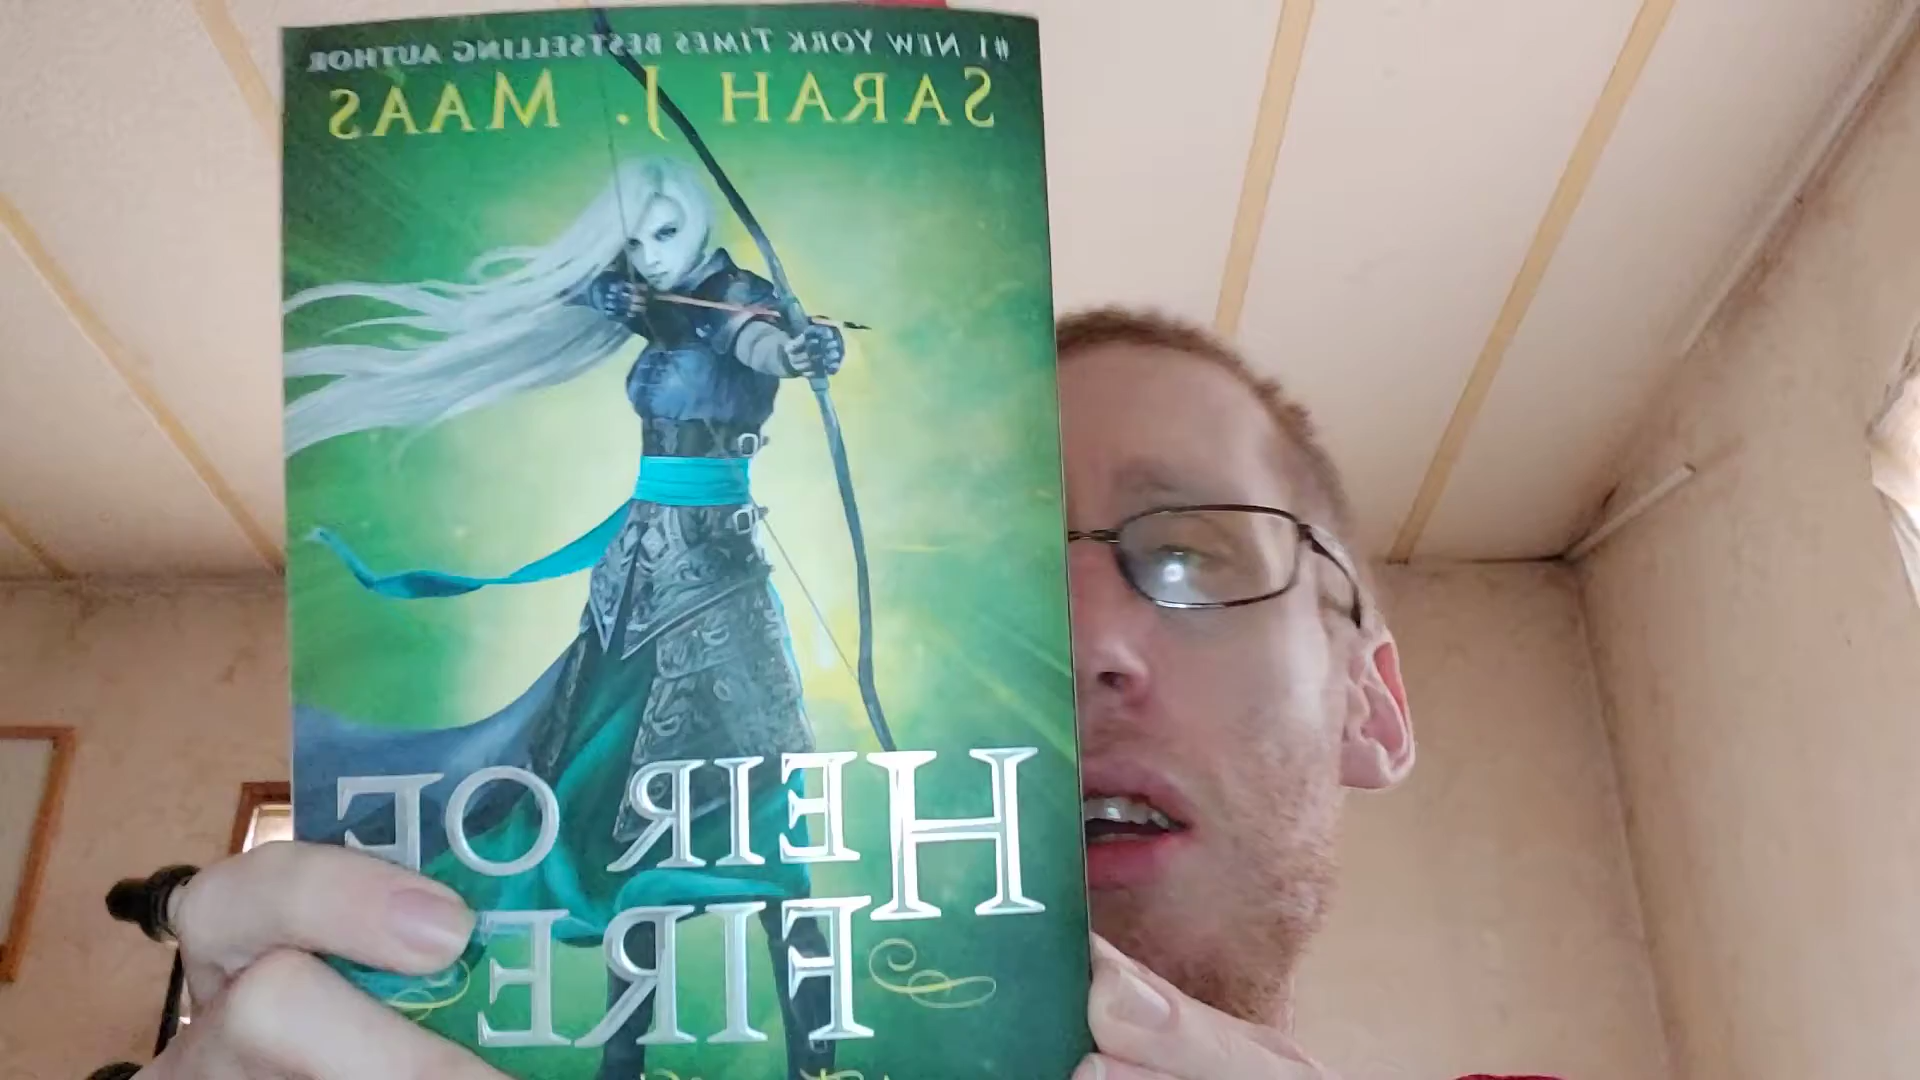 #1 NEW YORK TIMES BESTSELLING AUTHOR
SARAH J. MAAS
HEIR OF
FIRE